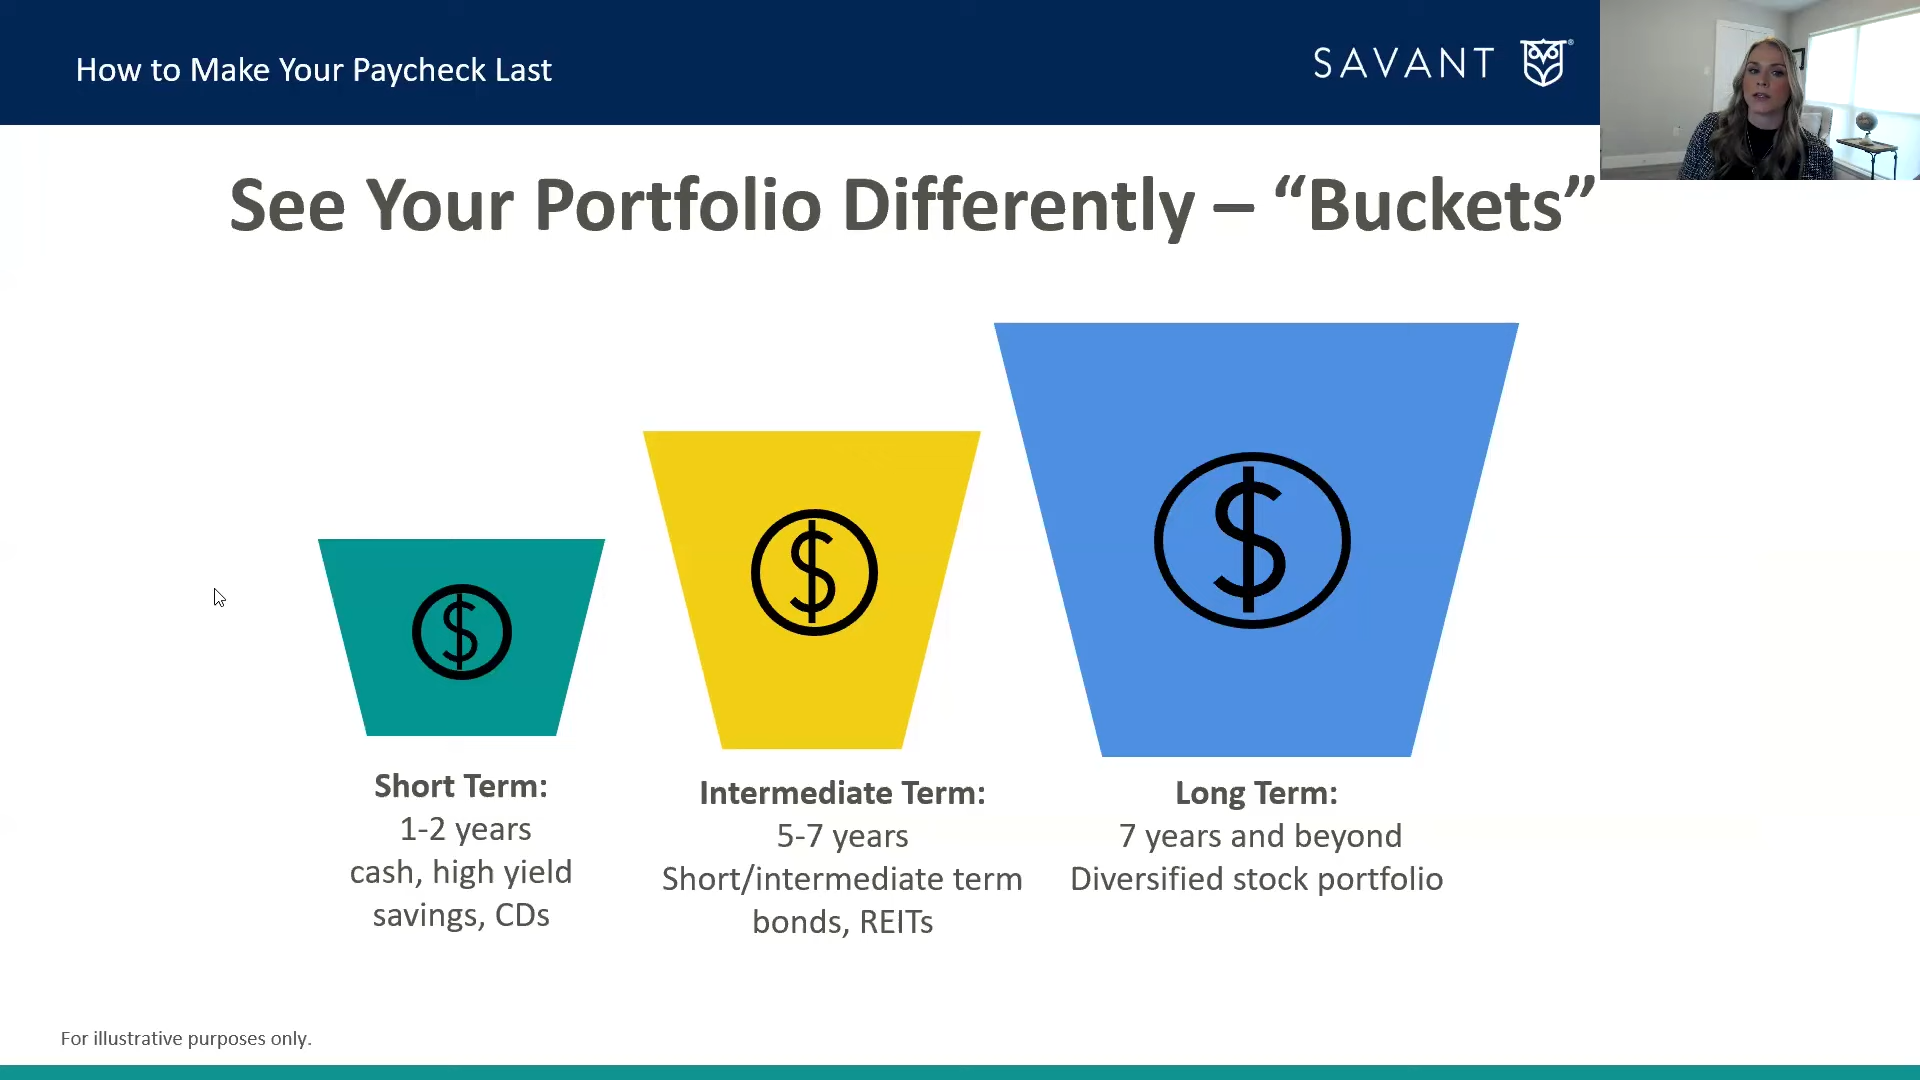 How to Make Your Paycheck Last
SAVANT
See Your Portfolio Differently – “Buckets”
$
$
$
Short Term:
1-2 years
cash, high yield
savings, CDs
Intermediate Term:
5-7 years
Short/intermediate term
bonds, REITs
Long Term:
7 years and beyond
Diversified stock portfolio
For illustrative purposes only.